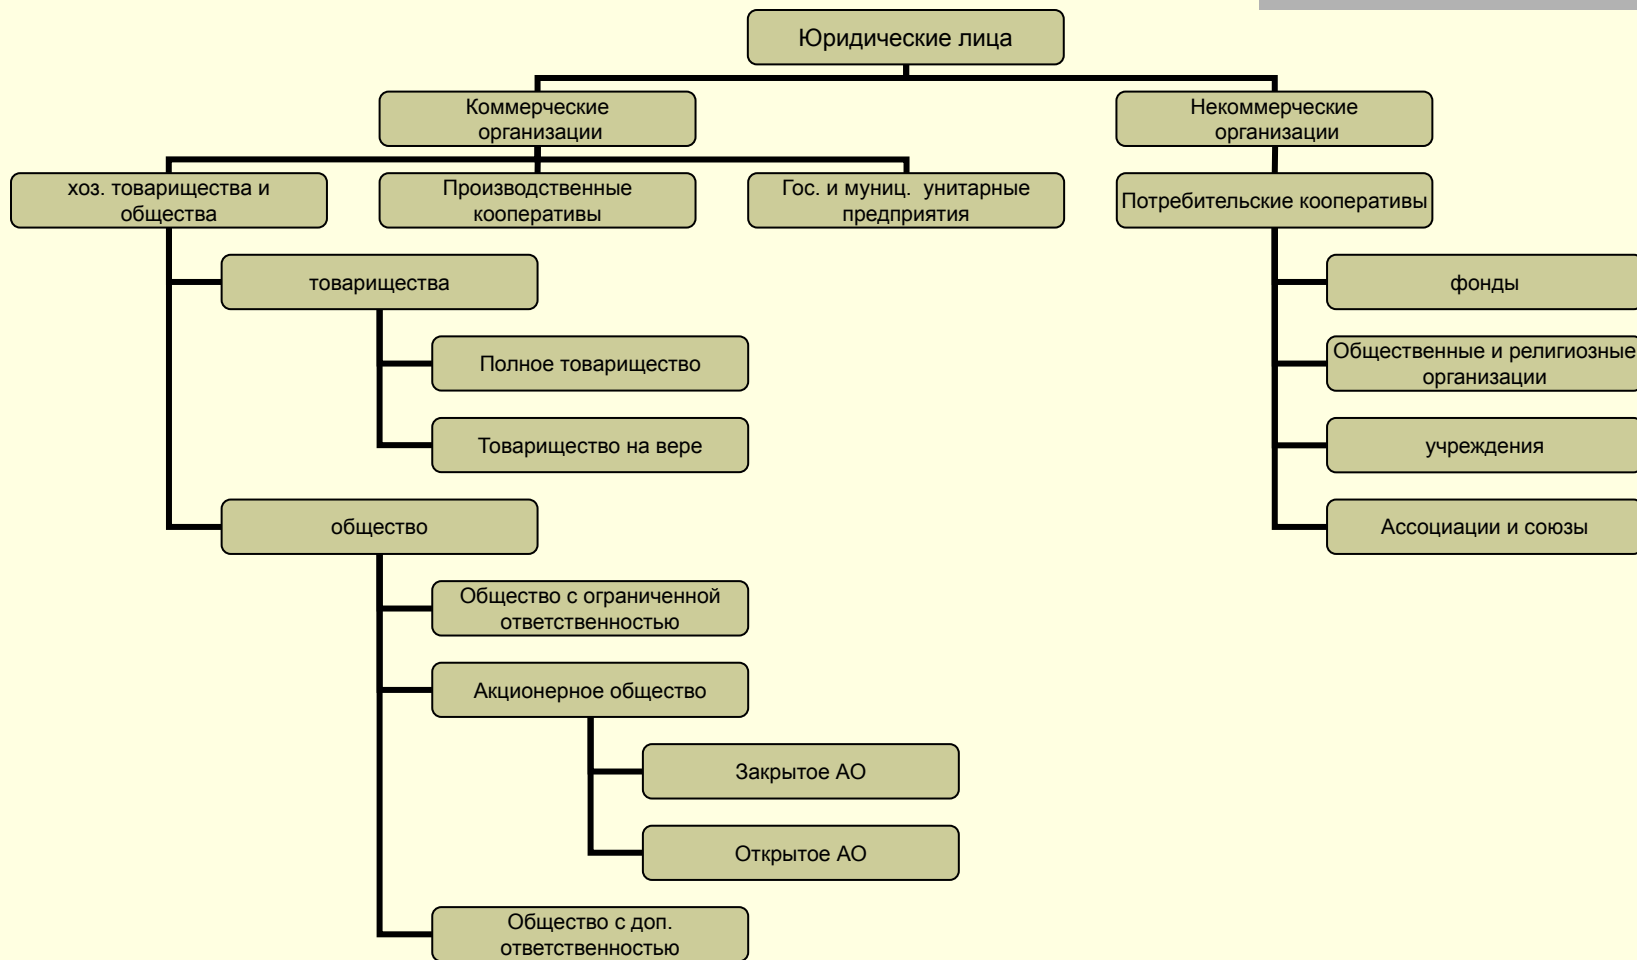 Юридические лица
Коммерческие
организации
Некоммерческие
организации
хоз. товарищества и
общества
Производственные
кооперативы
Гос. и муниц. унитарные
предприятия
Потребительские кооперативы
товарищества
фонды
Полное товарищество
Общественные и религиозные
организации
Товарищество на вере
учреждения
общество
Ассоциации и союзы
Общество с ограниченной
ответственностью
Акционерное общество
Закрытое АО
Открытое АО
Общество с доп.
ответственностью